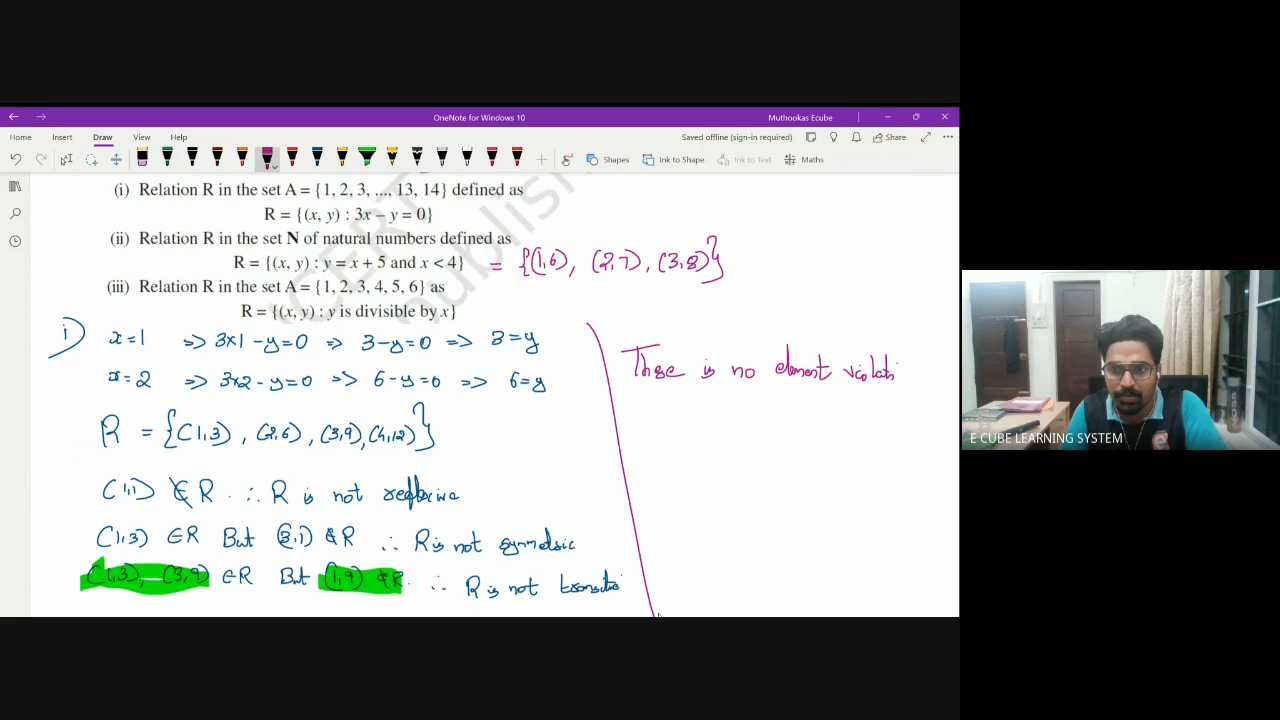 OneNote for Windows 10
Muthookas Ecube
Home Insert Draw View Help
Saved offline (sign-in required) Share
Shapes Ink to Shape Ink to Text Maths
(i) Relation R in the set A = {1, 2, 3, ..., 13, 14} defined as
R = {(x, y) : 3x – y = 0}
(ii) Relation R in the set N of natural numbers defined as
R = {(x, y) : y = x + 5 and x < 4} = {(1,6), (2,7), (3,8)}
(iii) Relation R in the set A = {1, 2, 3, 4, 5, 6} as
R = {(x, y) : y is divisible by x}
i) x=1 => 3x1 -y=0 => 3-y=0 => 3=y
x=2 => 3x2 -y=0 => 6-y=0 => 6=y
R = {(1,3), (2,6), (3,9), (4,12)}
(1,1) ∉ R. ∴ R is not reflexive
(1,3) ∈R But (3,1) ∉R ∴ R is not symmetric
(1,3), (3,9) ∈R But (1,9) ∉R. ∴ R is not
There is no element violati
E CUBE LEARNING SYSTEM